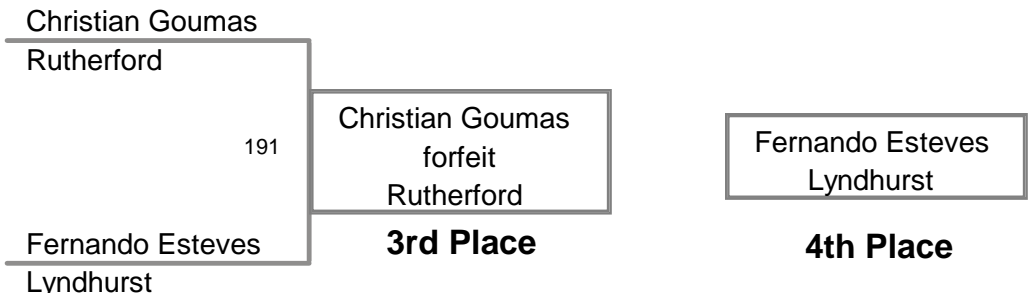 Christian Goumas
Rutherford
191
Christian Goumas
forfeit
Rutherford
3rd Place
Fernando Esteves
Lyndhurst
Fernando Esteves
Lyndhurst
4th Place